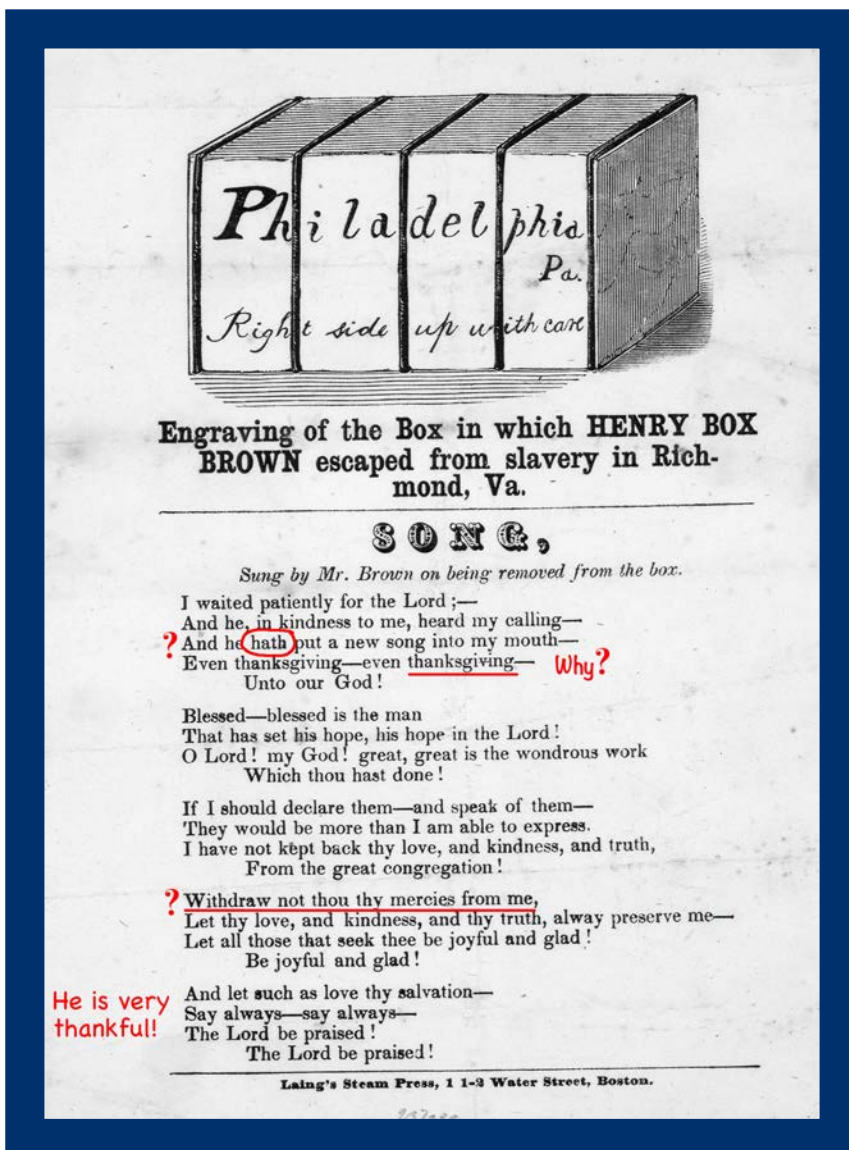 Philadelphia
Pa.
Right side up with care
Engraving of the Box in which HENRY BOX
BROWN escaped from slavery in Rich-
mond, Va.
SONG,
Sung by Mr. Brown on being removed from the box.
I waited patiently for the Lord ;—
And he, in kindness to me, heard my calling—
? And he hath put a new song into my mouth—
Even thanksgiving—even thanksgiving— Why?
Unto our God!
Blessed—blessed is the man
That has set his hope, his hope in the Lord!
O Lord! my God! great, great is the wondrous work
Which thou hast done!
If I should declare them—and speak of them—
They would be more than I am able to express.
I have not kept back thy love, and kindness, and truth,
From the great congregation!
? Withdraw not thou thy mercies from me,
Let thy love, and kindness, and thy truth, alway preserve me—
Let all those that seek thee be joyful and glad!
Be joyful and glad!
He is very
thankful!
And let such as love thy salvation—
Say always—say always—
The Lord be praised!
The Lord be praised!
Laing's Steam Press, 1 1-2 Water Street, Boston.